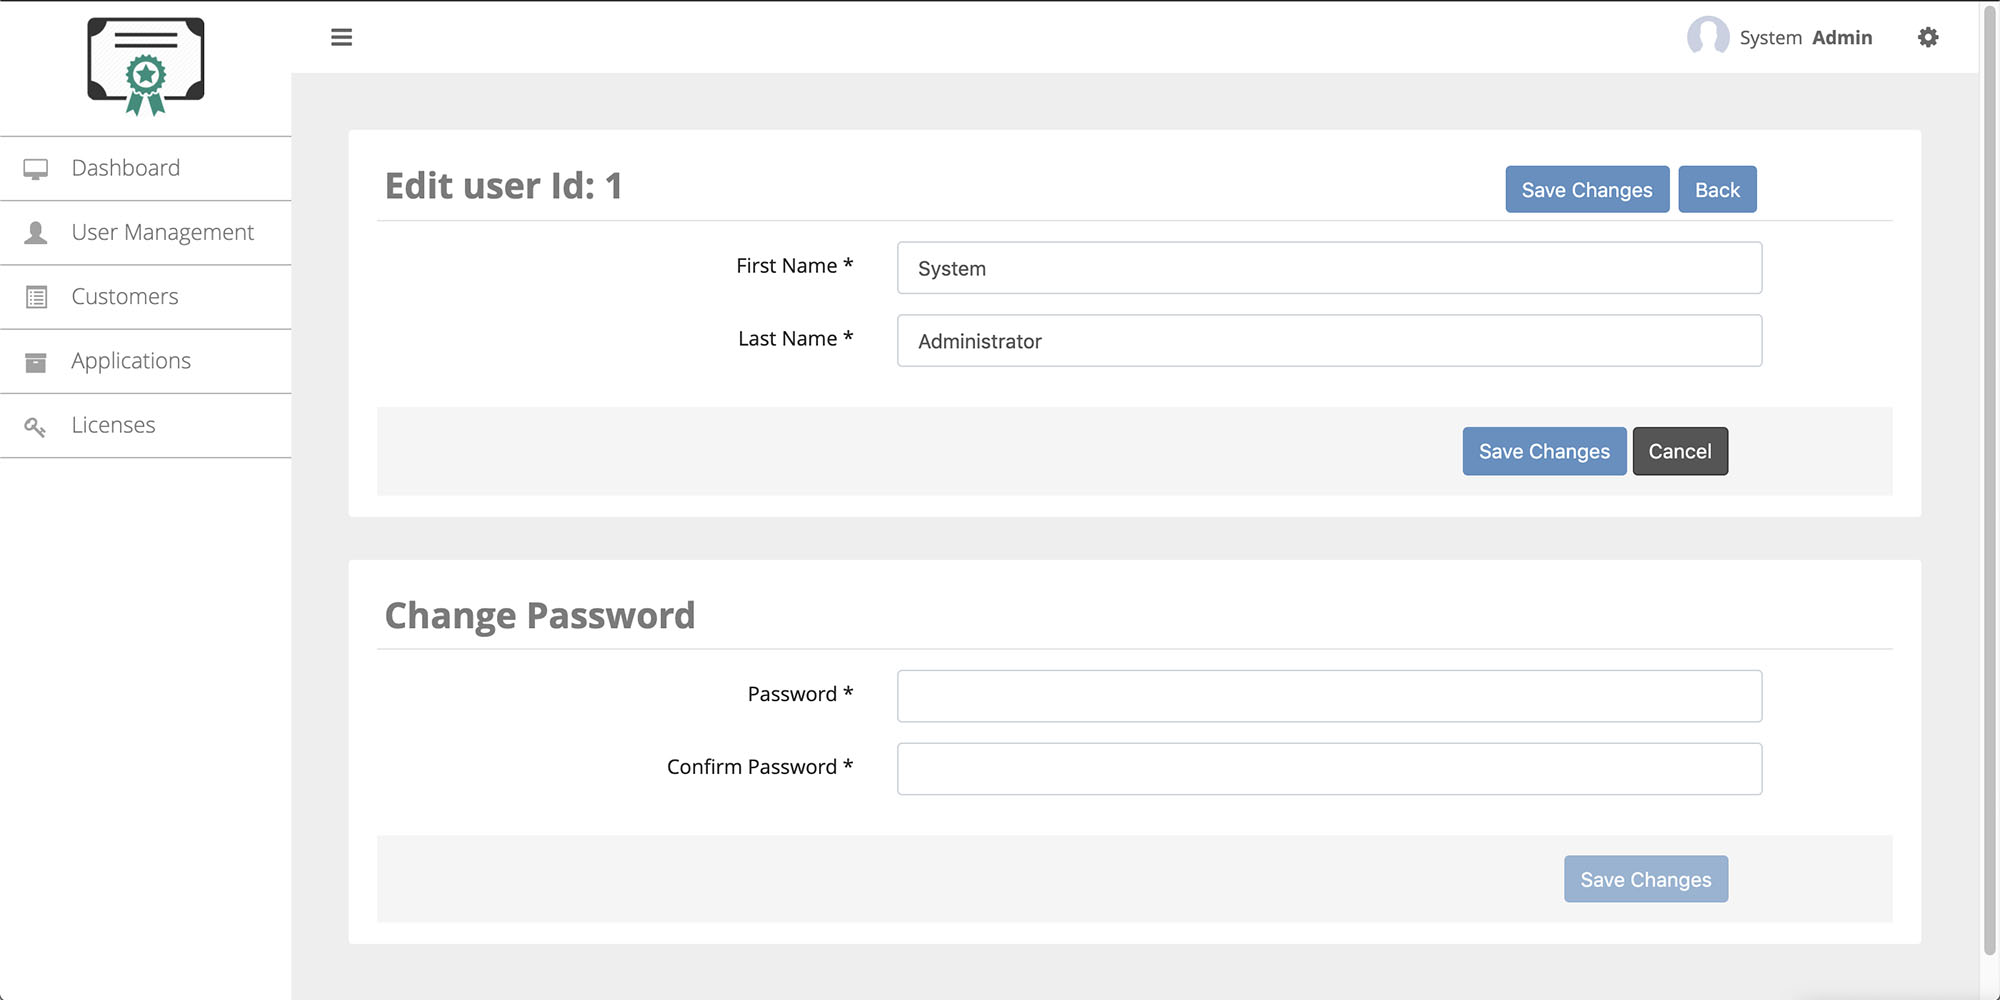 System Admin
Dashboard
User Management
Customers
Applications
Licenses
Edit user Id: 1
Save Changes
Back
First Name *
System
Last Name *
Administrator
Save Changes
Cancel
Change Password
Password *
Confirm Password *
Save Changes